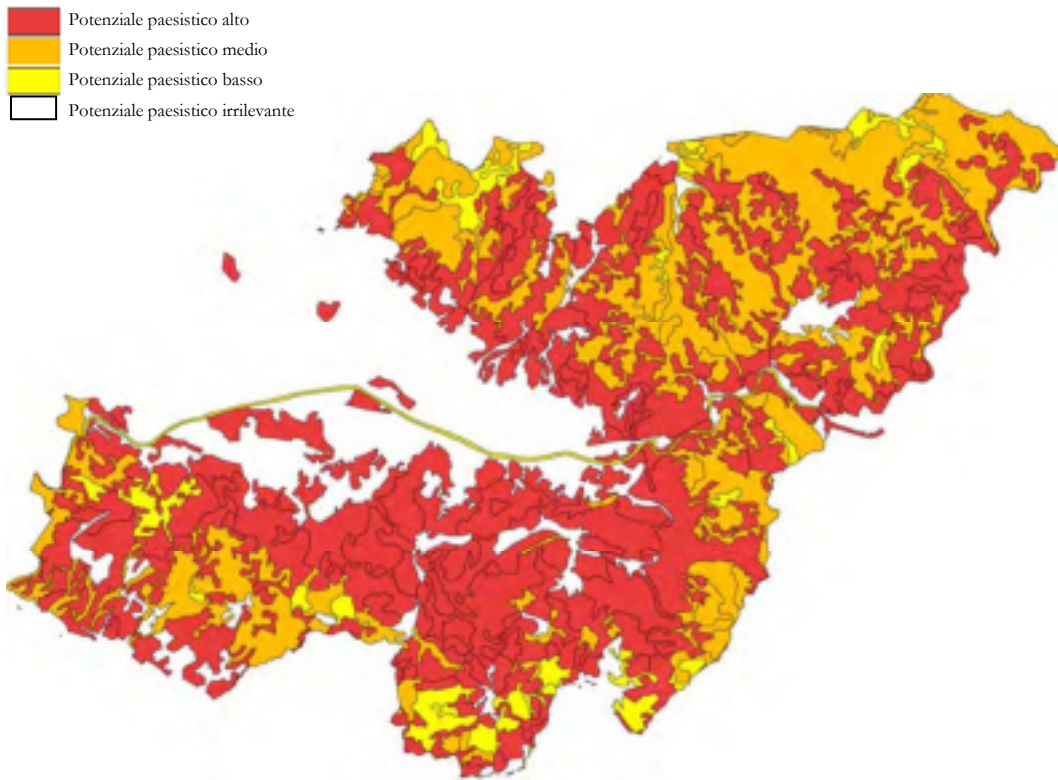 Potenziale paesistico alto
Potenziale paesistico medio
Potenziale paesistico basso
Potenziale paesistico irrilevante